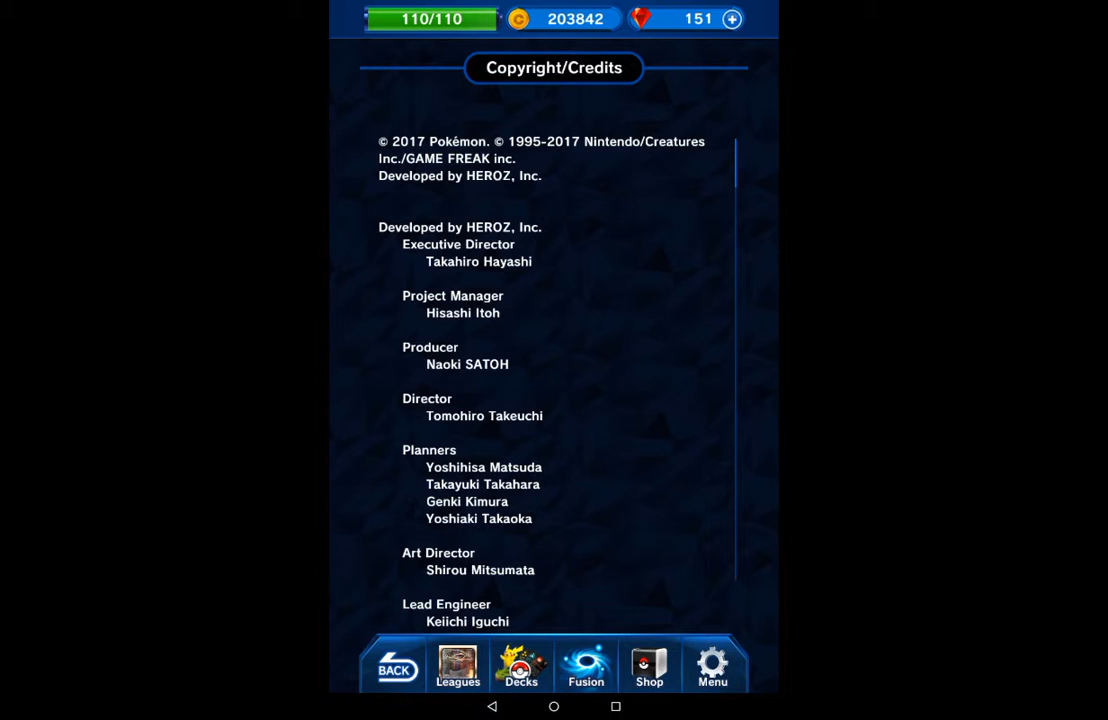 110/110
C 203842
151
Copyright/Credits
© 2017 Pokémon. © 1995-2017 Nintendo/Creatures
Inc./GAME FREAK inc.
Developed by HEROZ, Inc.
Developed by HEROZ, Inc.
Executive Director
Takahiro Hayashi
Project Manager
Hisashi Itoh
Producer
Naoki SATOH
Director
Tomohiro Takeuchi
Planners
Yoshihisa Matsuda
Takayuki Takahara
Genki Kimura
Yoshiaki Takaoka
Art Director
Shirou Mitsumata
Lead Engineer
Keiichi Iguchi
BACK
Leagues
Decks
Fusion
Shop
Menu